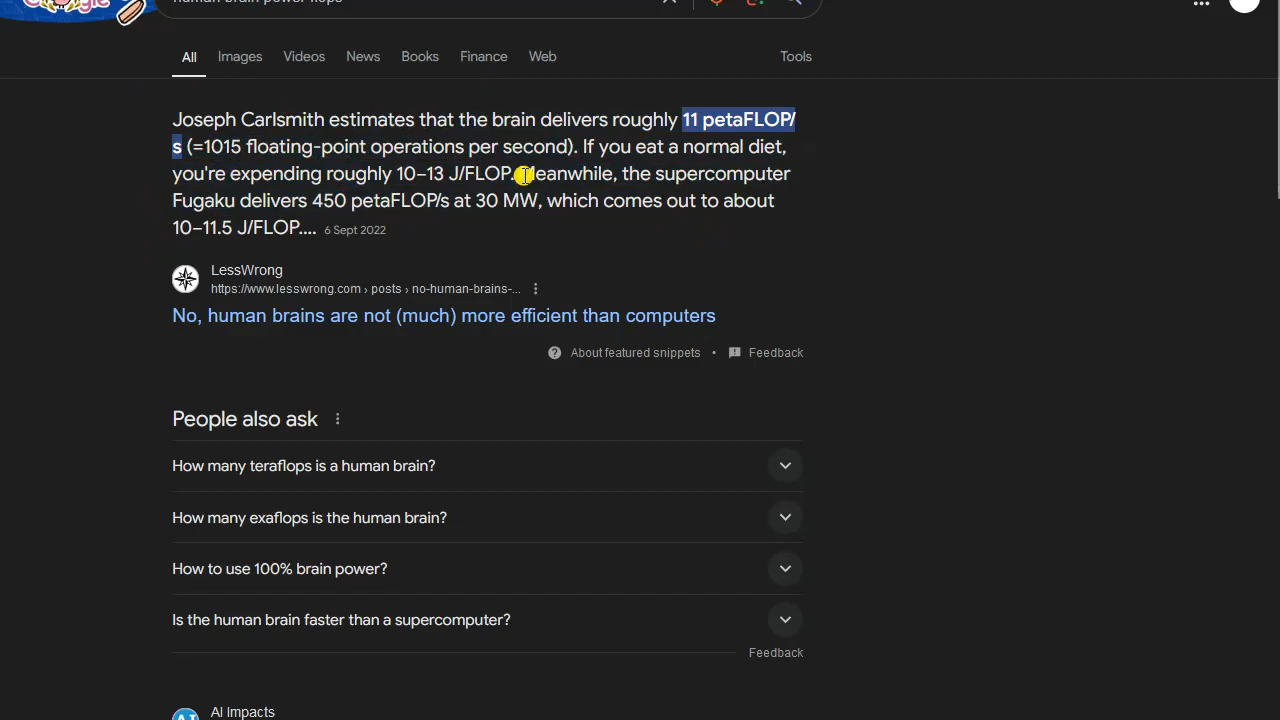 human brain power flops
All Images Videos News Books Finance Web Tools
Joseph Carlsmith estimates that the brain delivers roughly 11 petaFLOP/
s (=1015 floating-point operations per second). If you eat a normal diet,
you're expending roughly 10−13 J/FLOP. Meanwhile, the supercomputer
Fugaku delivers 450 petaFLOP/s at 30 MW, which comes out to about
10−11.5 J/FLOP.... 6 Sept 2022
LessWrong
https://www.lesswrong.com › posts › no-human-brains-...
No, human brains are not (much) more efficient than computers
About featured snippets • Feedback
People also ask
How many teraflops is a human brain?
How many exaflops is the human brain?
How to use 100% brain power?
Is the human brain faster than a supercomputer?
Feedback
AI Impacts